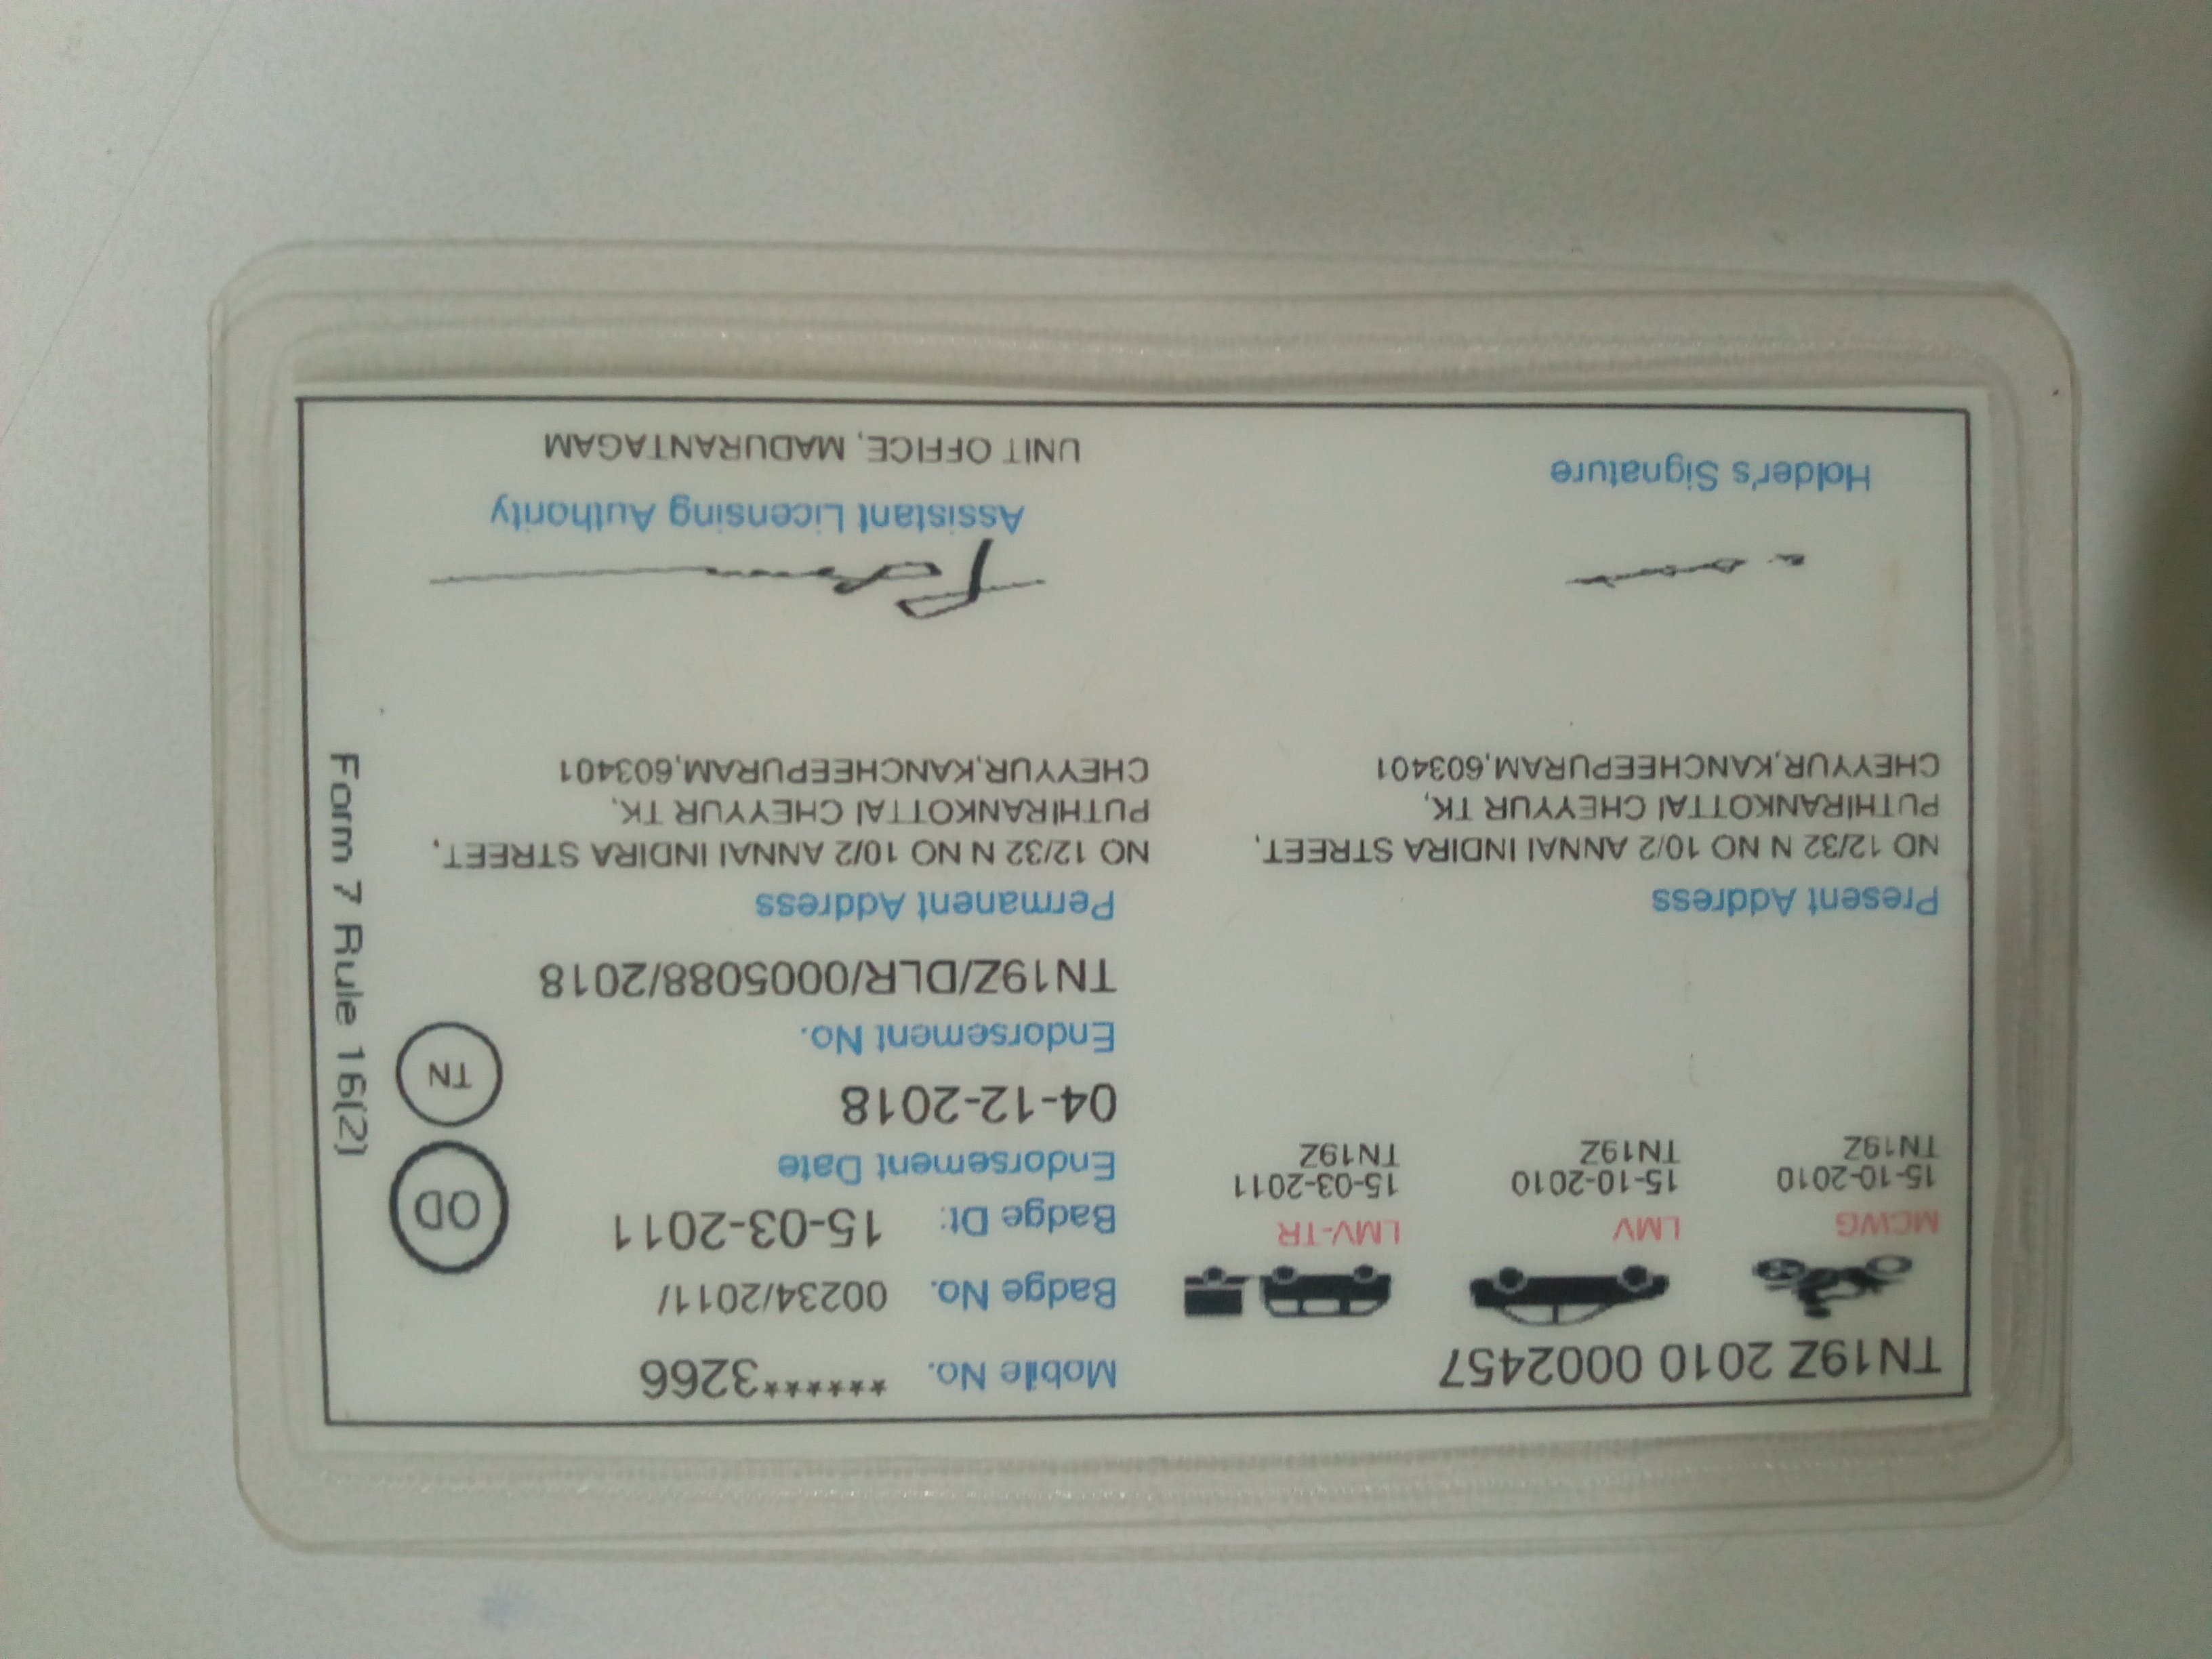 TN19Z 2010 0002457
MCWG
15-10-2010
TN19Z
LMV
15-10-2010
TN19Z
LMV-TR
15-03-2011
TN19Z
Mobile No. ******3266
Badge No. 00234/2011/
Badge Dt: 15-03-2011
Endorsement Date
04-12-2018
Endorsement No.
TN19Z/DLR/0005088/2018
OD
TN
Form 7 Rule 16(2)
Present Address
NO 12/32 N NO 10/2 ANNAI INDIRA STREET,
PUTHIRANKOTTAI CHEYYUR TK,
CHEYYUR,KANCHEEPURAM,603401
Permanent Address
NO 12/32 N NO 10/2 ANNAI INDIRA STREET,
PUTHIRANKOTTAI CHEYYUR TK,
CHEYYUR,KANCHEEPURAM,603401
Holder's Signature
Assistant Licensing Authority
UNIT OFFICE, MADURANTAGAM